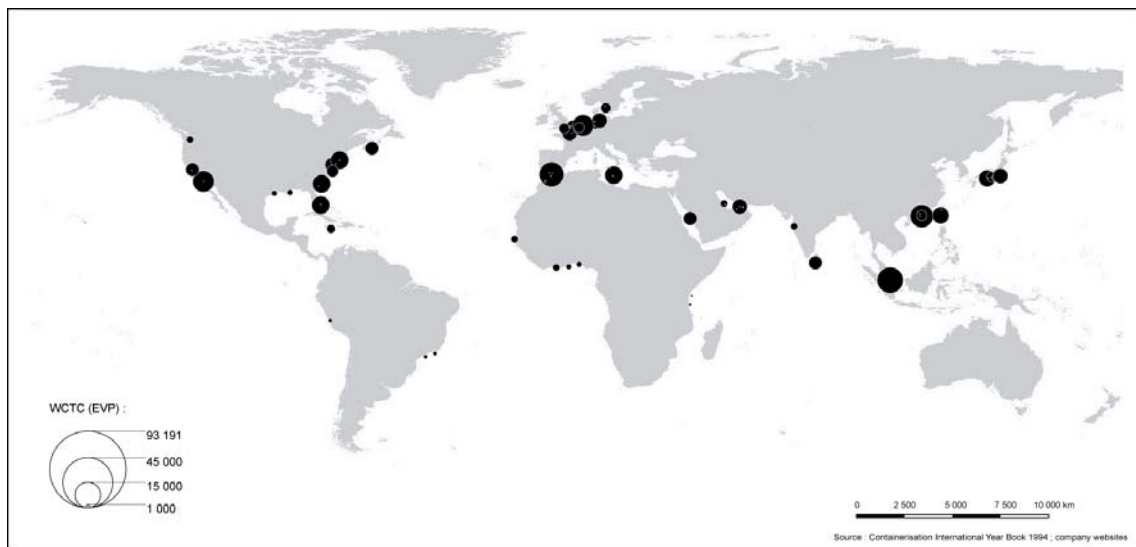 WCTC (EVP) :
93 191
45 000
15 000
1 000
0 2 500 5 000 7 500 10 000 km
Source : Containerisation International Year Book 1994 ; company websites